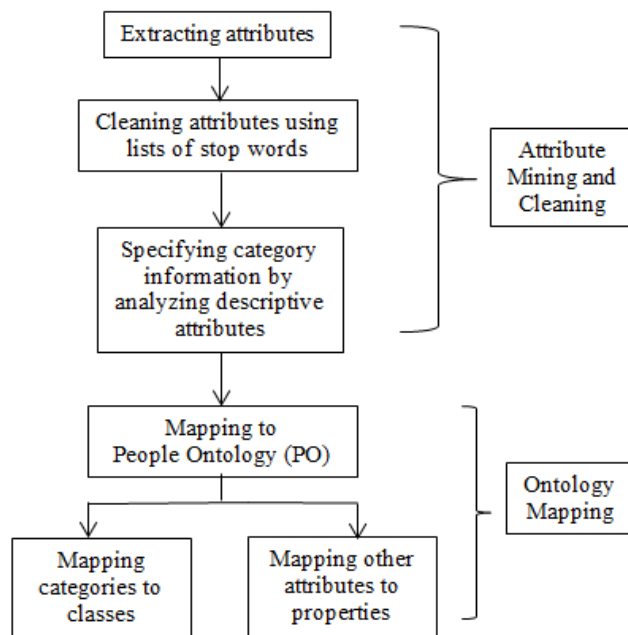 Extracting attributes
Cleaning attributes using
lists of stop words
Attribute
Mining and
Cleaning
Specifying category
information by
analyzing descriptive
attributes
Mapping to
People Ontology (PO)
Ontology
Mapping
Mapping
categories to
classes
Mapping other
attributes to
properties